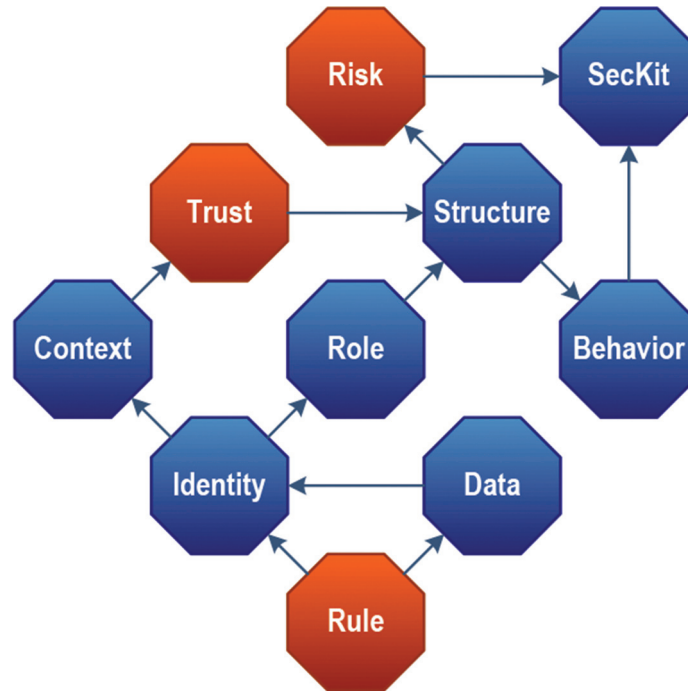 Risk
SecKit
Trust
Structure
Context
Role
Behavior
Identity
Data
Rule